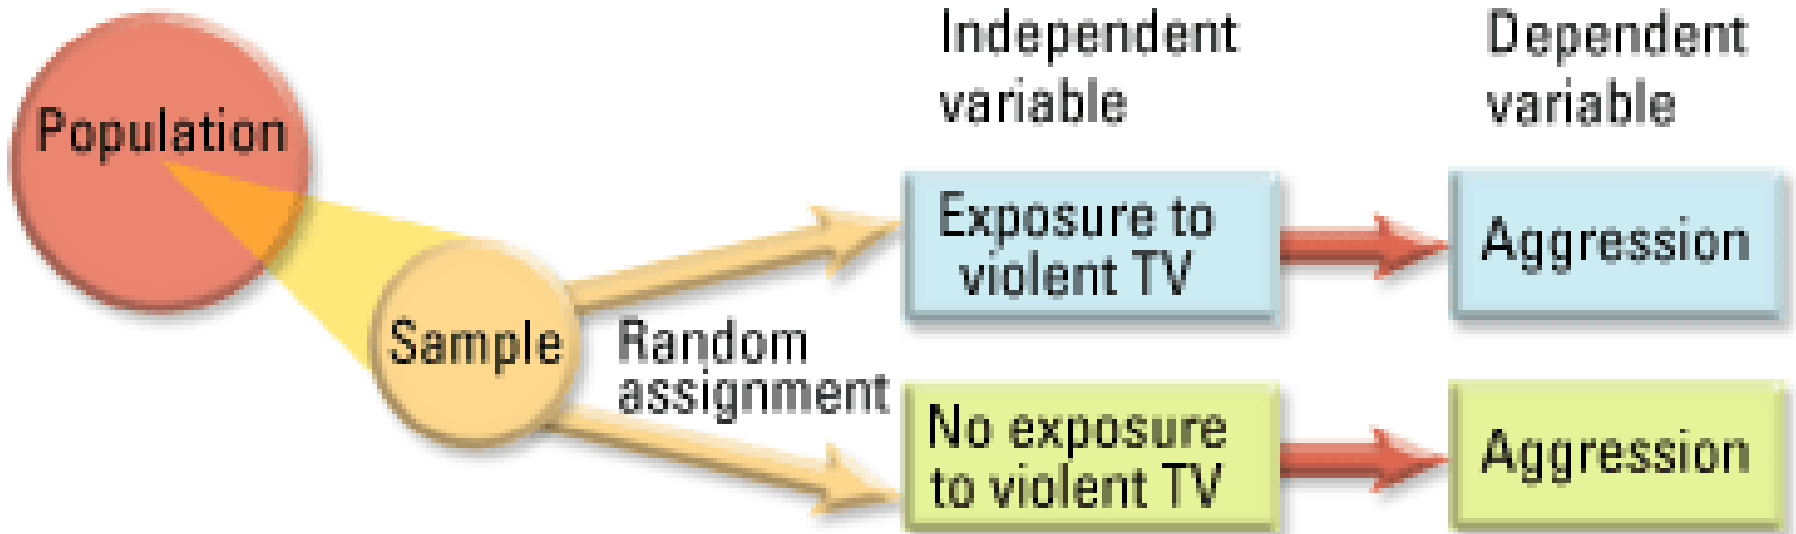 Population
Sample
Random
assignment
Independent
variable
Exposure to
violent TV
No exposure
to violent TV
Dependent
variable
Aggression
Aggression